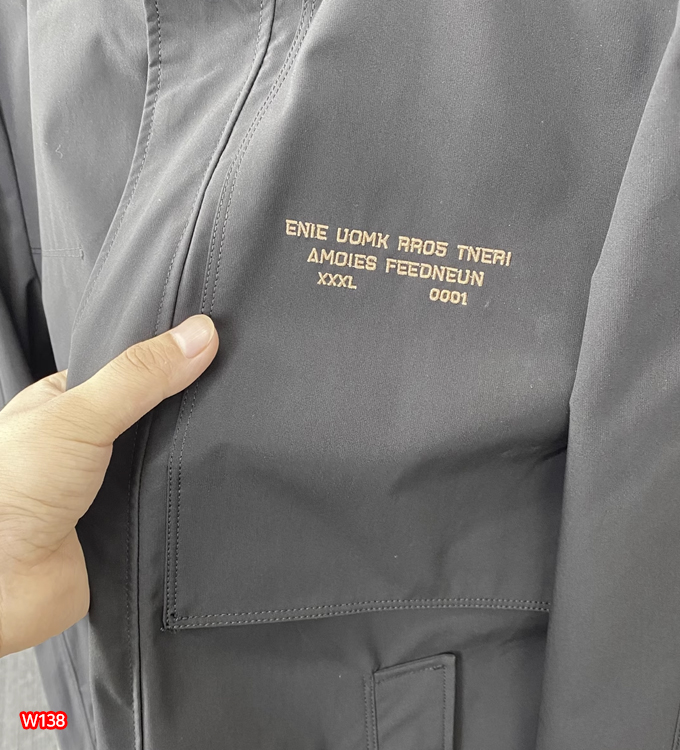 ENIE UOMK RRO5 TNERI
AMOIES FEEDNEUN
XXXL 0001
W138